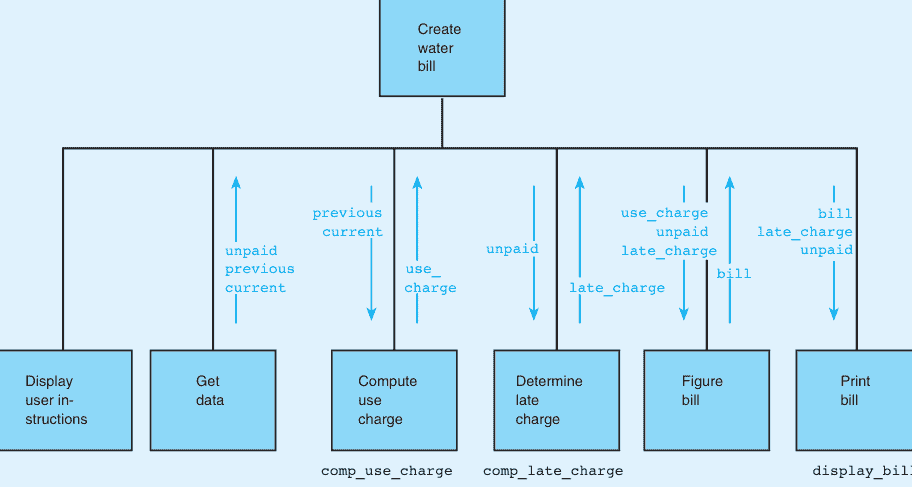 Create
water
bill
unpaid
previous
current
previous
current
use_
charge
unpaid
late_charge
use_charge
unpaid
late_charge
bill
bill
late_charge
unpaid
Display
user in-
structions
Get
data
Compute
use
charge
Determine
late
charge
Figure
bill
Print
bill
comp_use_charge
comp_late_charge
display_bill